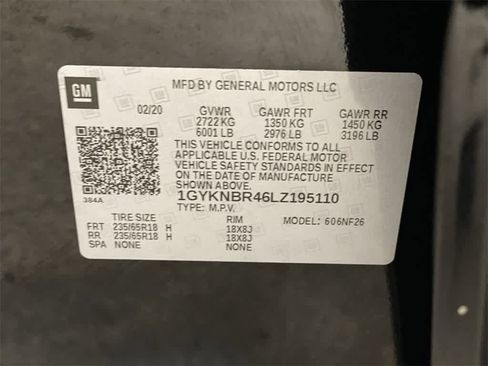 GM
MFD BY GENERAL MOTORS LLC
02/20 GVWR GAWR FRT GAWR RR
2722 KG 1350 KG 1450 KG
6001 LB 2976 LB 3196 LB
THIS VEHICLE CONFORMS TO ALL
APPLICABLE U.S. FEDERAL MOTOR
VEHICLE SAFETY STANDARDS IN EFFECT ON
THE DATE OF MANUFACTURE
SHOWN ABOVE
384A
1GYKNBR46LZ195110
TYPE: M.P.V. MODEL: 606NF26
TIRE SIZE RIM
FRT 235/65R18 H 18X8J
RR 235/65R18 H 18X8J
SPA NONE NONE